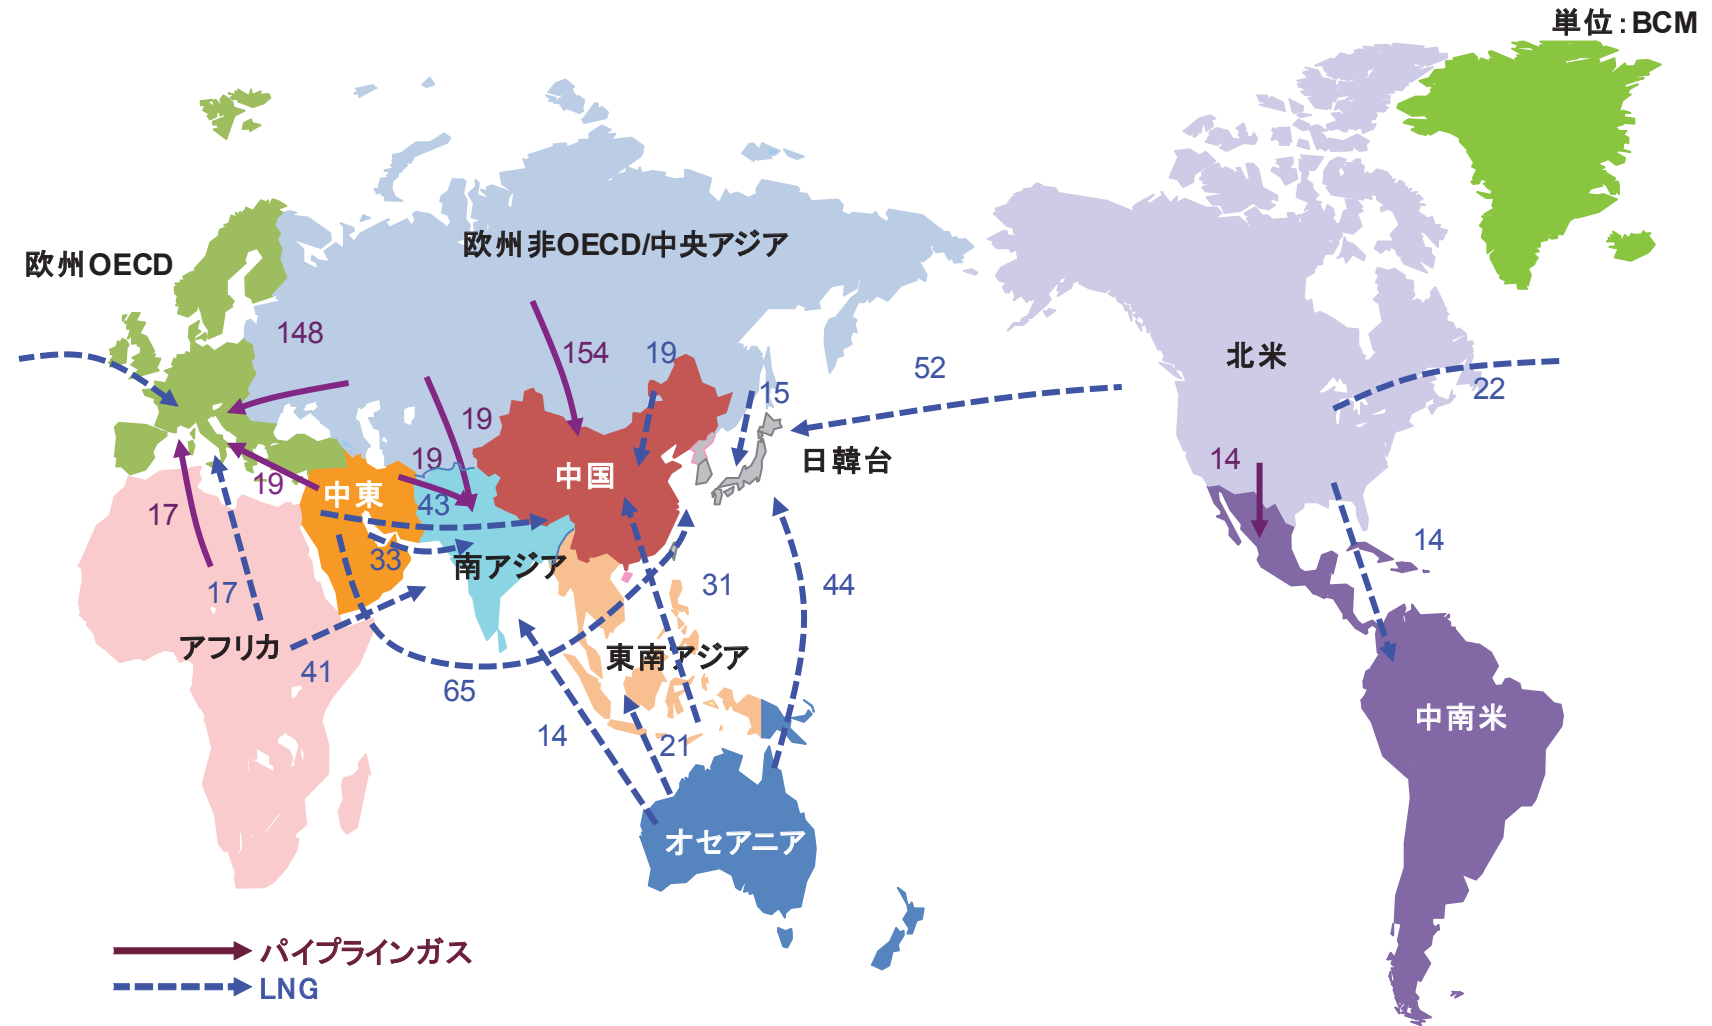 単位：BCM
欧州OECD
欧州非OECD/中央アジア
148
154
19
15
52
北米
22
19
日韓台
中国
14
19
19
中東
43
17
33
南アジア
31
44
14
17
アフリカ
41
65
東南アジア
14
21
中南米
オセアニア
パイプラインガス
LNG